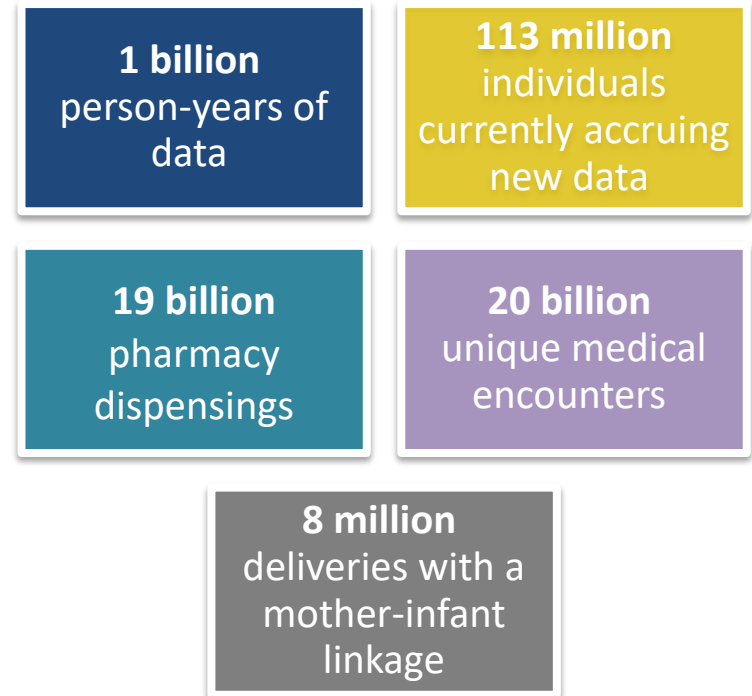 1 billion
person-years of
data
113 million
individuals
currently accruing
new data
19 billion
pharmacy
dispensings
20 billion
unique medical
encounters
8 million
deliveries with a
mother-infant
linkage